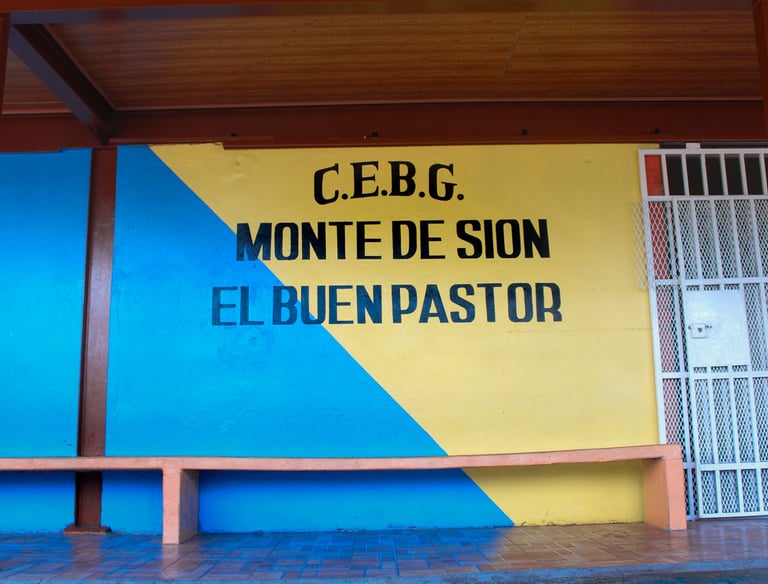 C.E.B.G.
MONTE DE SION
EL BUEN PASTOR